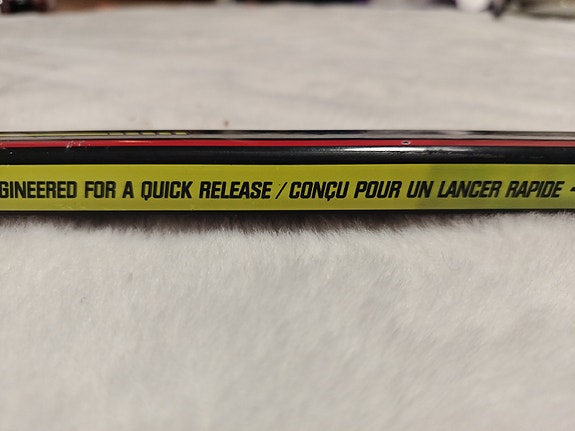 GINEERED FOR A QUICK RELEASE / CONÇU POUR UN LANCER RAPIDE -